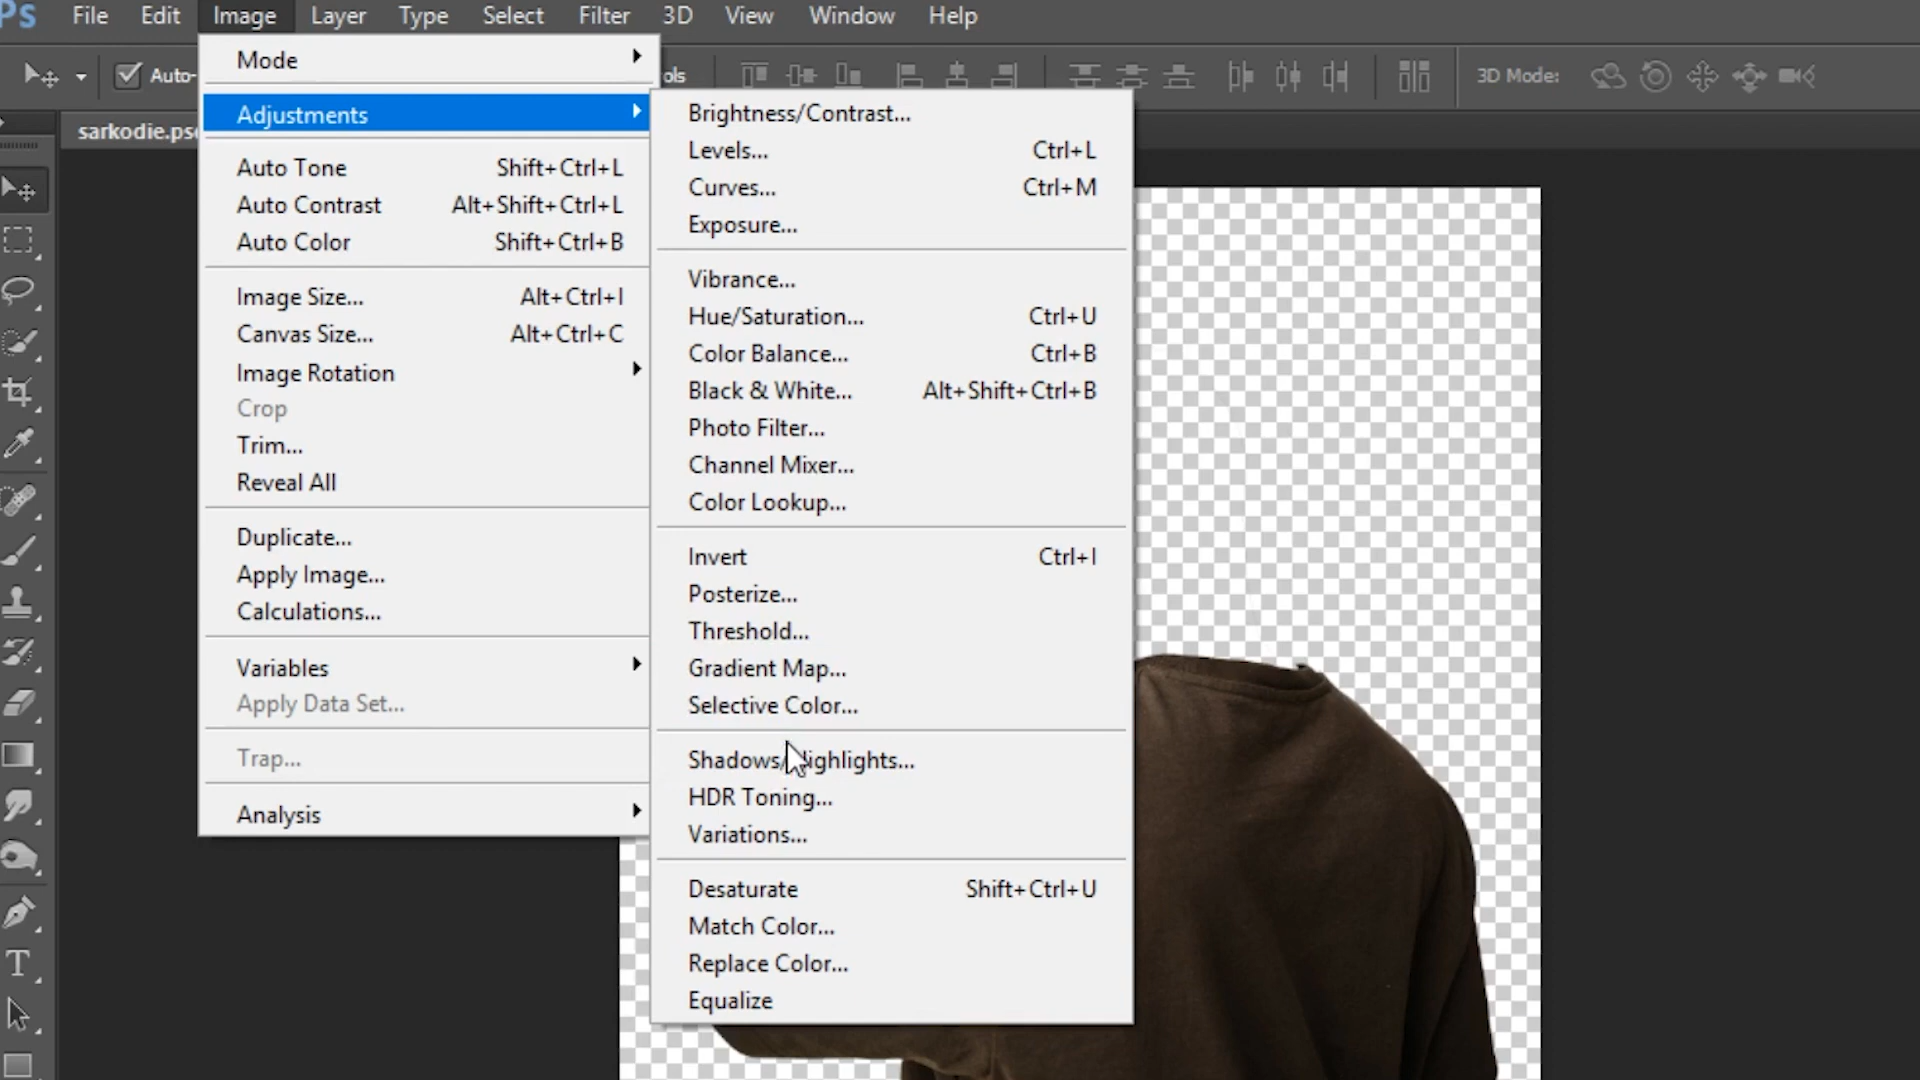 Ps File Edit Image Layer Type Select Filter 3D View Window Help
Auto- ols 3D Mode:
sarkodie.ps
Mode
Adjustments
Auto Tone Shift+Ctrl+L
Auto Contrast Alt+Shift+Ctrl+L
Auto Color Shift+Ctrl+B
Image Size... Alt+Ctrl+I
Canvas Size... Alt+Ctrl+C
Image Rotation
Crop
Trim...
Reveal All
Duplicate...
Apply Image...
Calculations...
Variables
Apply Data Set...
Trap...
Analysis
Brightness/Contrast...
Levels... Ctrl+L
Curves... Ctrl+M
Exposure...
Vibrance...
Hue/Saturation... Ctrl+U
Color Balance... Ctrl+B
Black & White... Alt+Shift+Ctrl+B
Photo Filter...
Channel Mixer...
Color Lookup...
Invert Ctrl+I
Posterize...
Threshold...
Gradient Map...
Selective Color...
Shadows/Highlights...
HDR Toning...
Variations...
Desaturate Shift+Ctrl+U
Match Color...
Replace Color...
Equalize